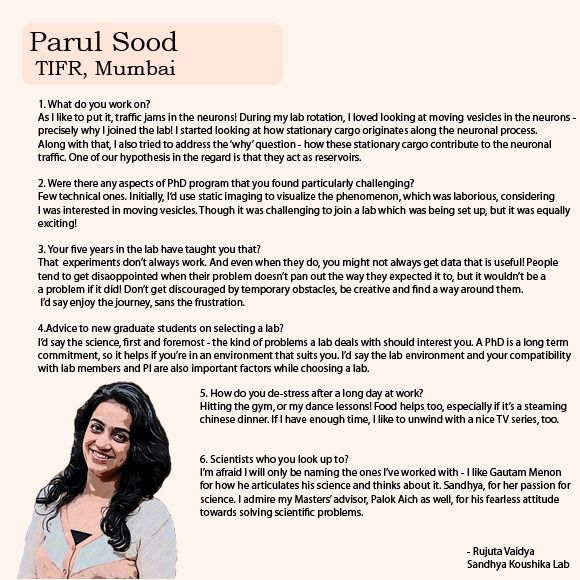 Parul Sood
TIFR, Mumbai
1. What do you work on?
As I like to put it, traffic jams in the neurons! During my lab rotation, I loved looking at moving vesicles in the neurons -
precisely why I joined the lab! I started looking at how stationary cargo originates along the neuronal process.
Along with that, I also tried to address the 'why' question - how these stationary cargo contribute to the neuronal
traffic. One of our hypothesis in the regard is that they act as reservoirs.
2. Were there any aspects of PhD program that you found particularly challenging?
Few technical ones. Initially, I'd use static imaging to visualize the phenomenon, which was laborious, considering
I was interested in moving vesicles. Though it was challenging to join a lab which was being set up, but it was equally
exciting!
3. Your five years in the lab have taught you that?
That experiments don't always work. And even when they do, you might not always get data that is useful! People
tend to get disaoppointed when their problem doesn't pan out the way they expected it to, but it wouldn't be a
a problem if it did! Don't get discouraged by temporary obstacles, be creative and find a way around them.
I'd say enjoy the journey, sans the frustration.
4.Advice to new graduate students on selecting a lab?
I'd say the science, first and foremost - the kind of problems a lab deals with should interest you. A PhD is a long term
commitment, so it helps if you're in an environment that suits you. I'd say the lab environment and your compatibility
with lab members and PI are also important factors while choosing a lab.
5. How do you de-stress after a long day at work?
Hitting the gym, or my dance lessons! Food helps too, especially if it's a steaming
chinese dinner. If I have enough time, I like to unwind with a nice TV series, too.
6. Scientists who you look up to?
I'm afraid I will only be naming the ones I've worked with - I like Gautam Menon
for how he articulates his science and thinks about it. Sandhya, for her passion for
science. I admire my Masters' advisor, Palok Aich as well, for his fearless attitude
towards solving scientific problems.
- Rujuta Vaidya
Sandhya Koushika Lab